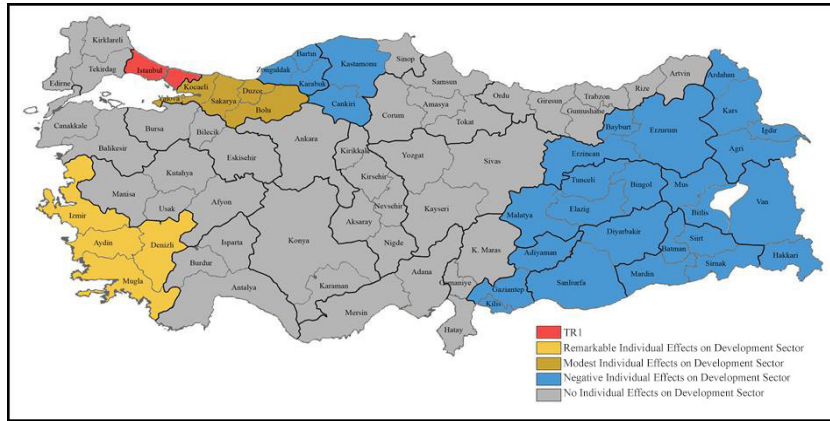 Kirklareli
Edirne
Tekirdag
Istanbul
Kocaeli
Yalova
Sakarya
Duzce
Bolu
Zonguldak
Bartin
Karabuk
Kastamonu
Cankiri
Sinop
Samsun
Corum
Amasya
Tokat
Ordu
Giresun
Gumushane
Trabzon
Rize
Artvin
Ardahan
Kars
Igdir
Agri
Erzurum
Bayburt
Erzincan
Canakkale
Balikesir
Bursa
Bilecik
Eskisehir
Ankara
Kirikkale
Kirsehir
Yozgat
Sivas
Kutahya
Manisa
Usak
Afyon
Izmir
Aydin
Denizli
Mugla
Burdur
Isparta
Antalya
Konya
Karaman
Aksaray
Nevsehir
Nigde
Kayseri
Mersin
Adana
K. Maras
Osmaniye
Hatay
Malatya
Adiyaman
Gaziantep
Kilis
Sanliurfa
Tunceli
Elazig
Bingol
Diyarbakir
Mus
Bitlis
Van
Batman
Siirt
Mardin
Sirnak
Hakkari
TR1
Remarkable Individual Effects on Development Sector
Modest Individual Effects on Development Sector
Negative Individual Effects on Development Sector
No Individual Effects on Development Sector